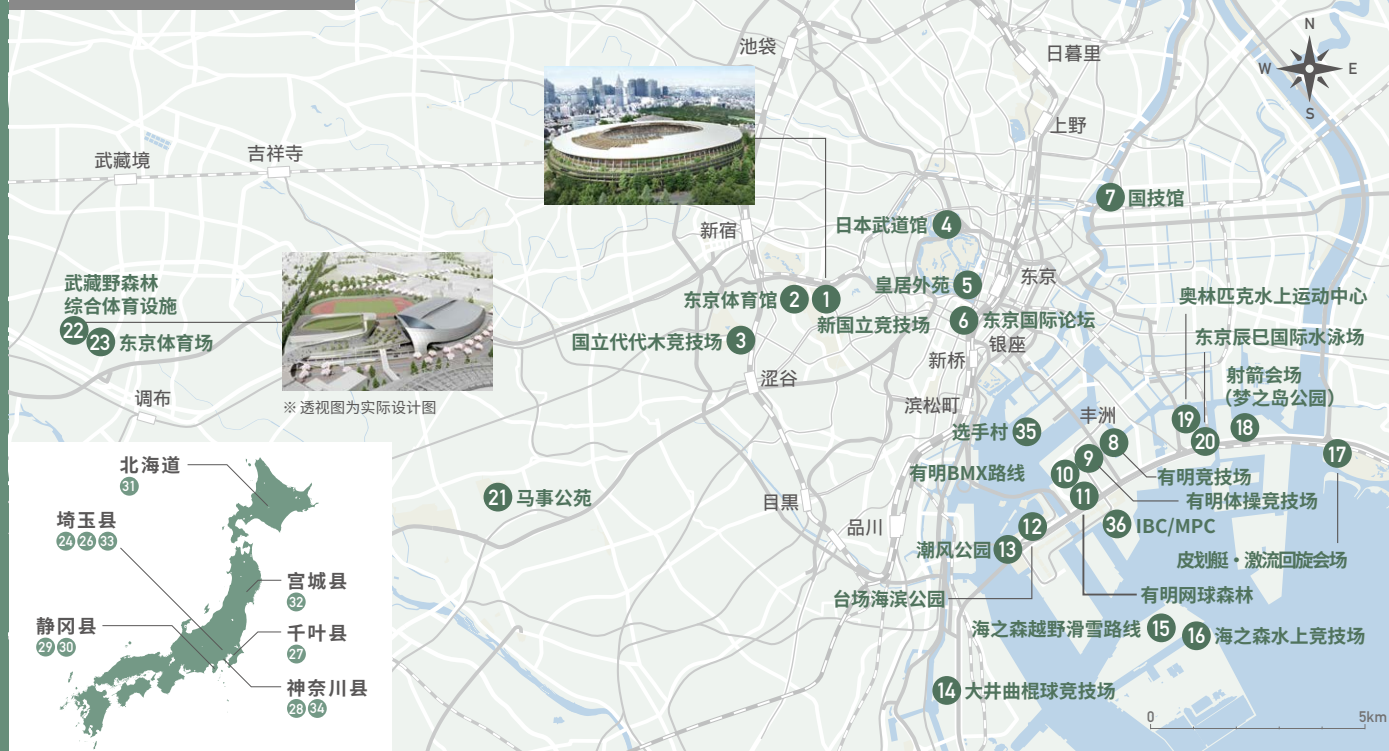 池袋
日暮里
N
W
E
S
上野
武藏境
吉祥寺
7 国技馆
新宿
日本武道馆 4
皇居外苑 5
东京
东京体育馆 2 1
新国立竞技场
6 东京国际论坛
国立代代木竞技场 3
银座
新桥
涩谷
滨松町
武藏野森林
综合体育设施
22
23 东京体育场
调布
※ 透视图为实际设计图
奥林匹克水上运动中心
东京辰巳国际水泳场
射箭会场
（梦之岛公园）
19
20
18
17
丰洲
选手村 35
8
9
10
11
有明BMX路线
有明竞技场
有明体操竞技场
21 马事公苑
目黒
品川
12
潮风公园 13
36 IBC/MPC
皮划艇・激流回旋会场
台场海滨公园
有明网球森林
海之森越野滑雪路线 15
16 海之森水上竞技场
14 大井曲棍球竞技场
0
5km
北海道
31
埼玉县
24 26 33
宫城县
32
静冈县
29 30
千叶县
27
神奈川县
28 34